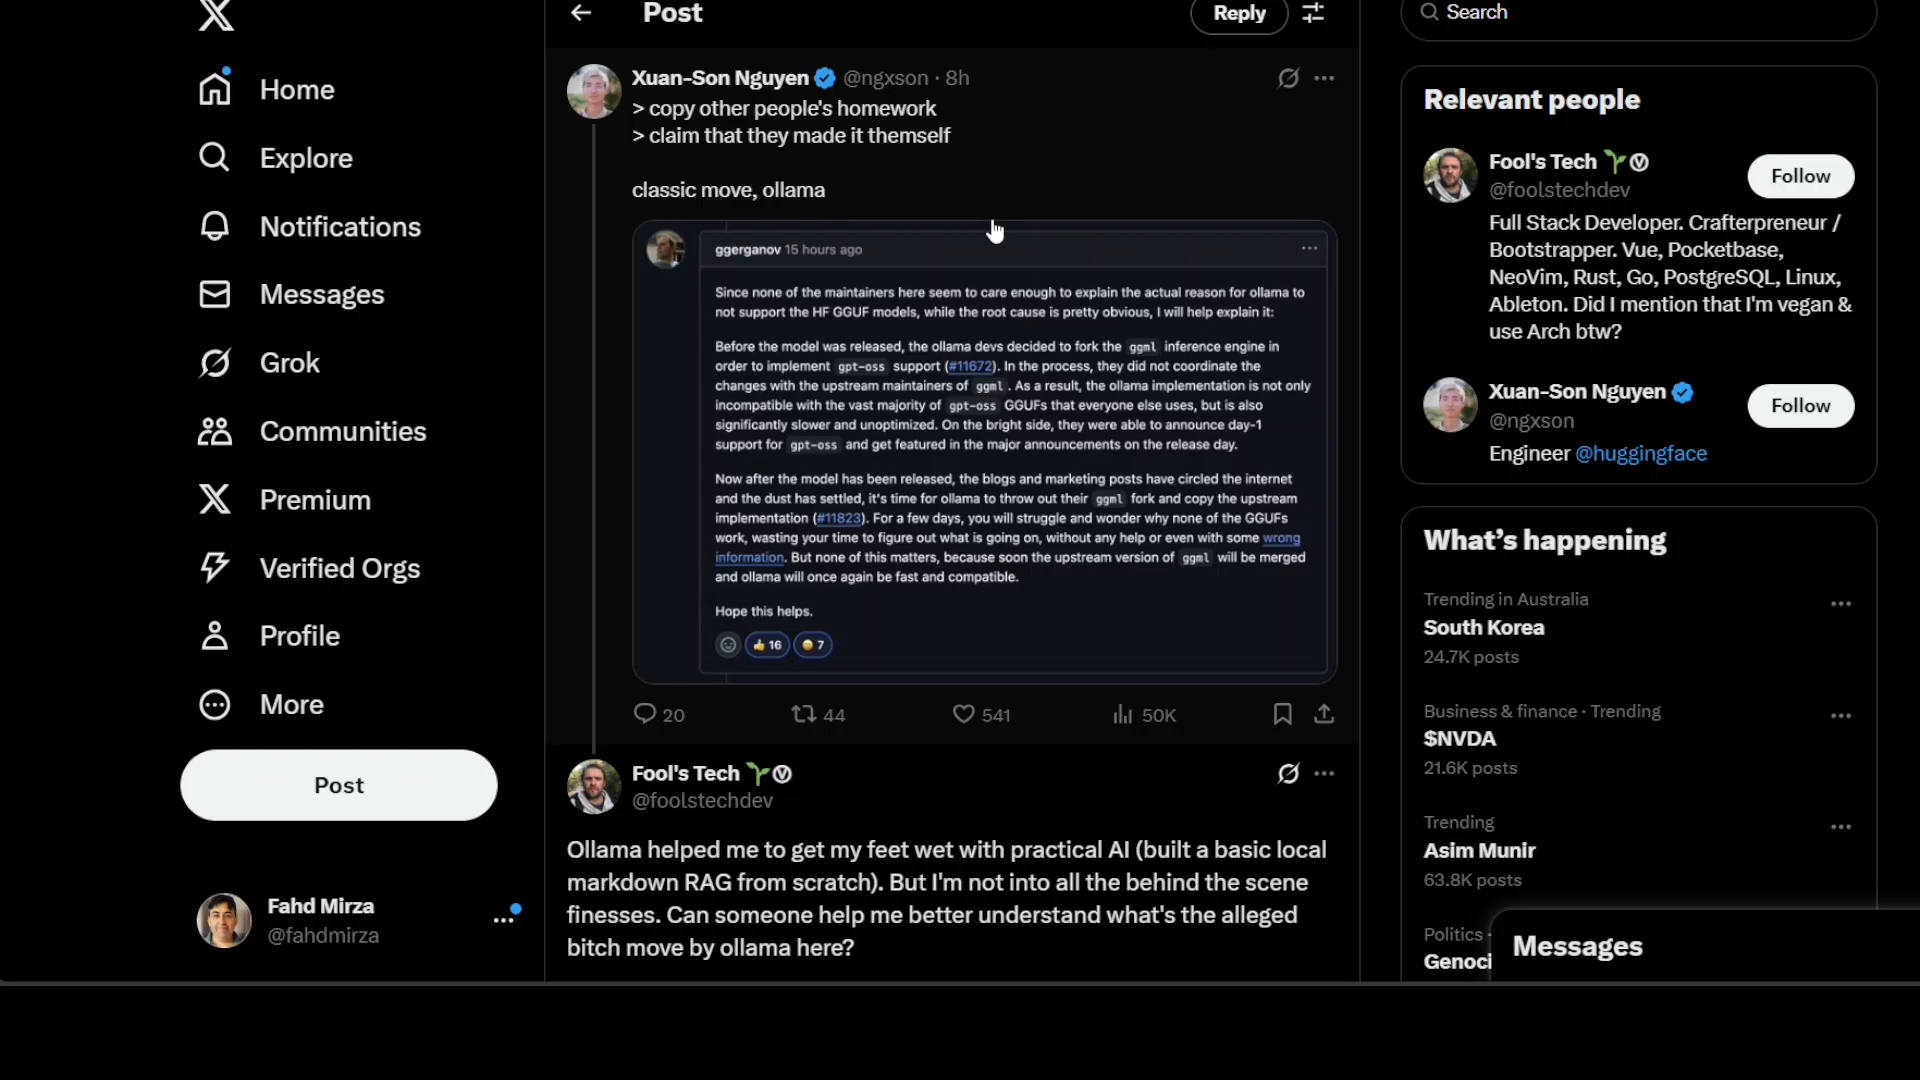 Home
Explore
Notifications
Messages
Grok
Communities
Premium
Verified Orgs
Profile
More
Post
Fahd Mirza
@fahdmirza
Post
Reply
Xuan-Son Nguyen @ngxson · 8h
> copy other people's homework
> claim that they made it themself
classic move, ollama
ggerganov 15 hours ago
Since none of the maintainers here seem to care enough to explain the actual reason for ollama to
not support the HF GGUF models, while the root cause is pretty obvious, I will help explain it:
Before the model was released, the ollama devs decided to fork the ggml inference engine in
order to implement gpt-oss support (#11672). In the process, they did not coordinate the
changes with the upstream maintainers of ggml. As a result, the ollama implementation is not only
incompatible with the vast majority of gpt-oss GGUFs that everyone else uses, but is also
significantly slower and unoptimized. On the bright side, they were able to announce day-1
support for gpt-oss and get featured in the major announcements on the release day.
Now after the model has been released, the blogs and marketing posts have circled the internet
and the dust has settled, it's time for ollama to throw out their ggml fork and copy the upstream
implementation (#11823). For a few days, you will struggle and wonder why none of the GGUFs
work, wasting your time to figure out what is going on, without any help or even with some wrong
information. But none of this matters, because soon the upstream version of ggml will be merged
and ollama will once again be fast and compatible.
Hope this helps.
16 7
20 44 541 50K
Fool's Tech
@foolstechdev
Ollama helped me to get my feet wet with practical AI (built a basic local
markdown RAG from scratch). But I'm not into all the behind the scene
finesses. Can someone help me better understand what's the alleged
bitch move by ollama here?
Search
Relevant people
Fool's Tech
@foolstechdev
Follow
Full Stack Developer. Crafterpreneur /
Bootstrapper. Vue, Pocketbase,
NeoVim, Rust, Go, PostgreSQL, Linux,
Ableton. Did I mention that I'm vegan &
use Arch btw?
Xuan-Son Nguyen
@ngxson
Follow
Engineer @huggingface
What's happening
Trending in Australia
South Korea
24.7K posts
Business & finance · Trending
$NVDA
21.6K posts
Trending
Asim Munir
63.8K posts
Politics ·
Genoci
Messages